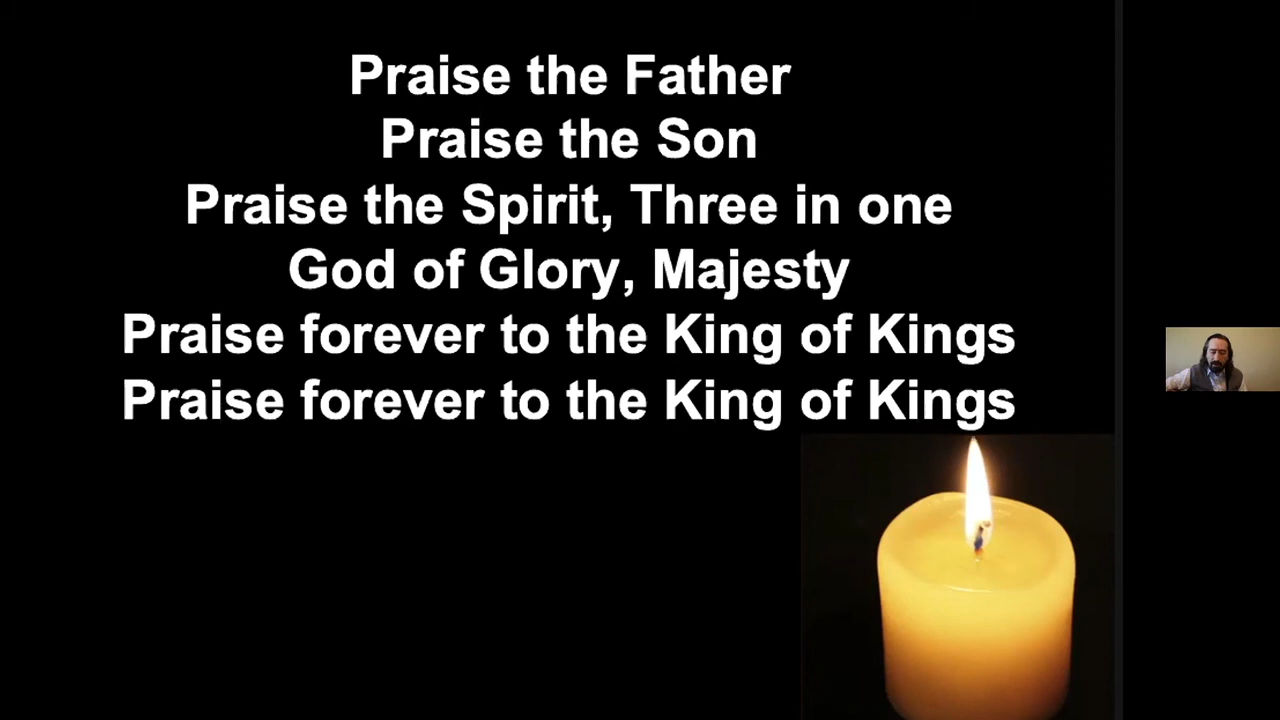 Praise the Father
Praise the Son
Praise the Spirit, Three in one
God of Glory, Majesty
Praise forever to the King of Kings
Praise forever to the King of Kings